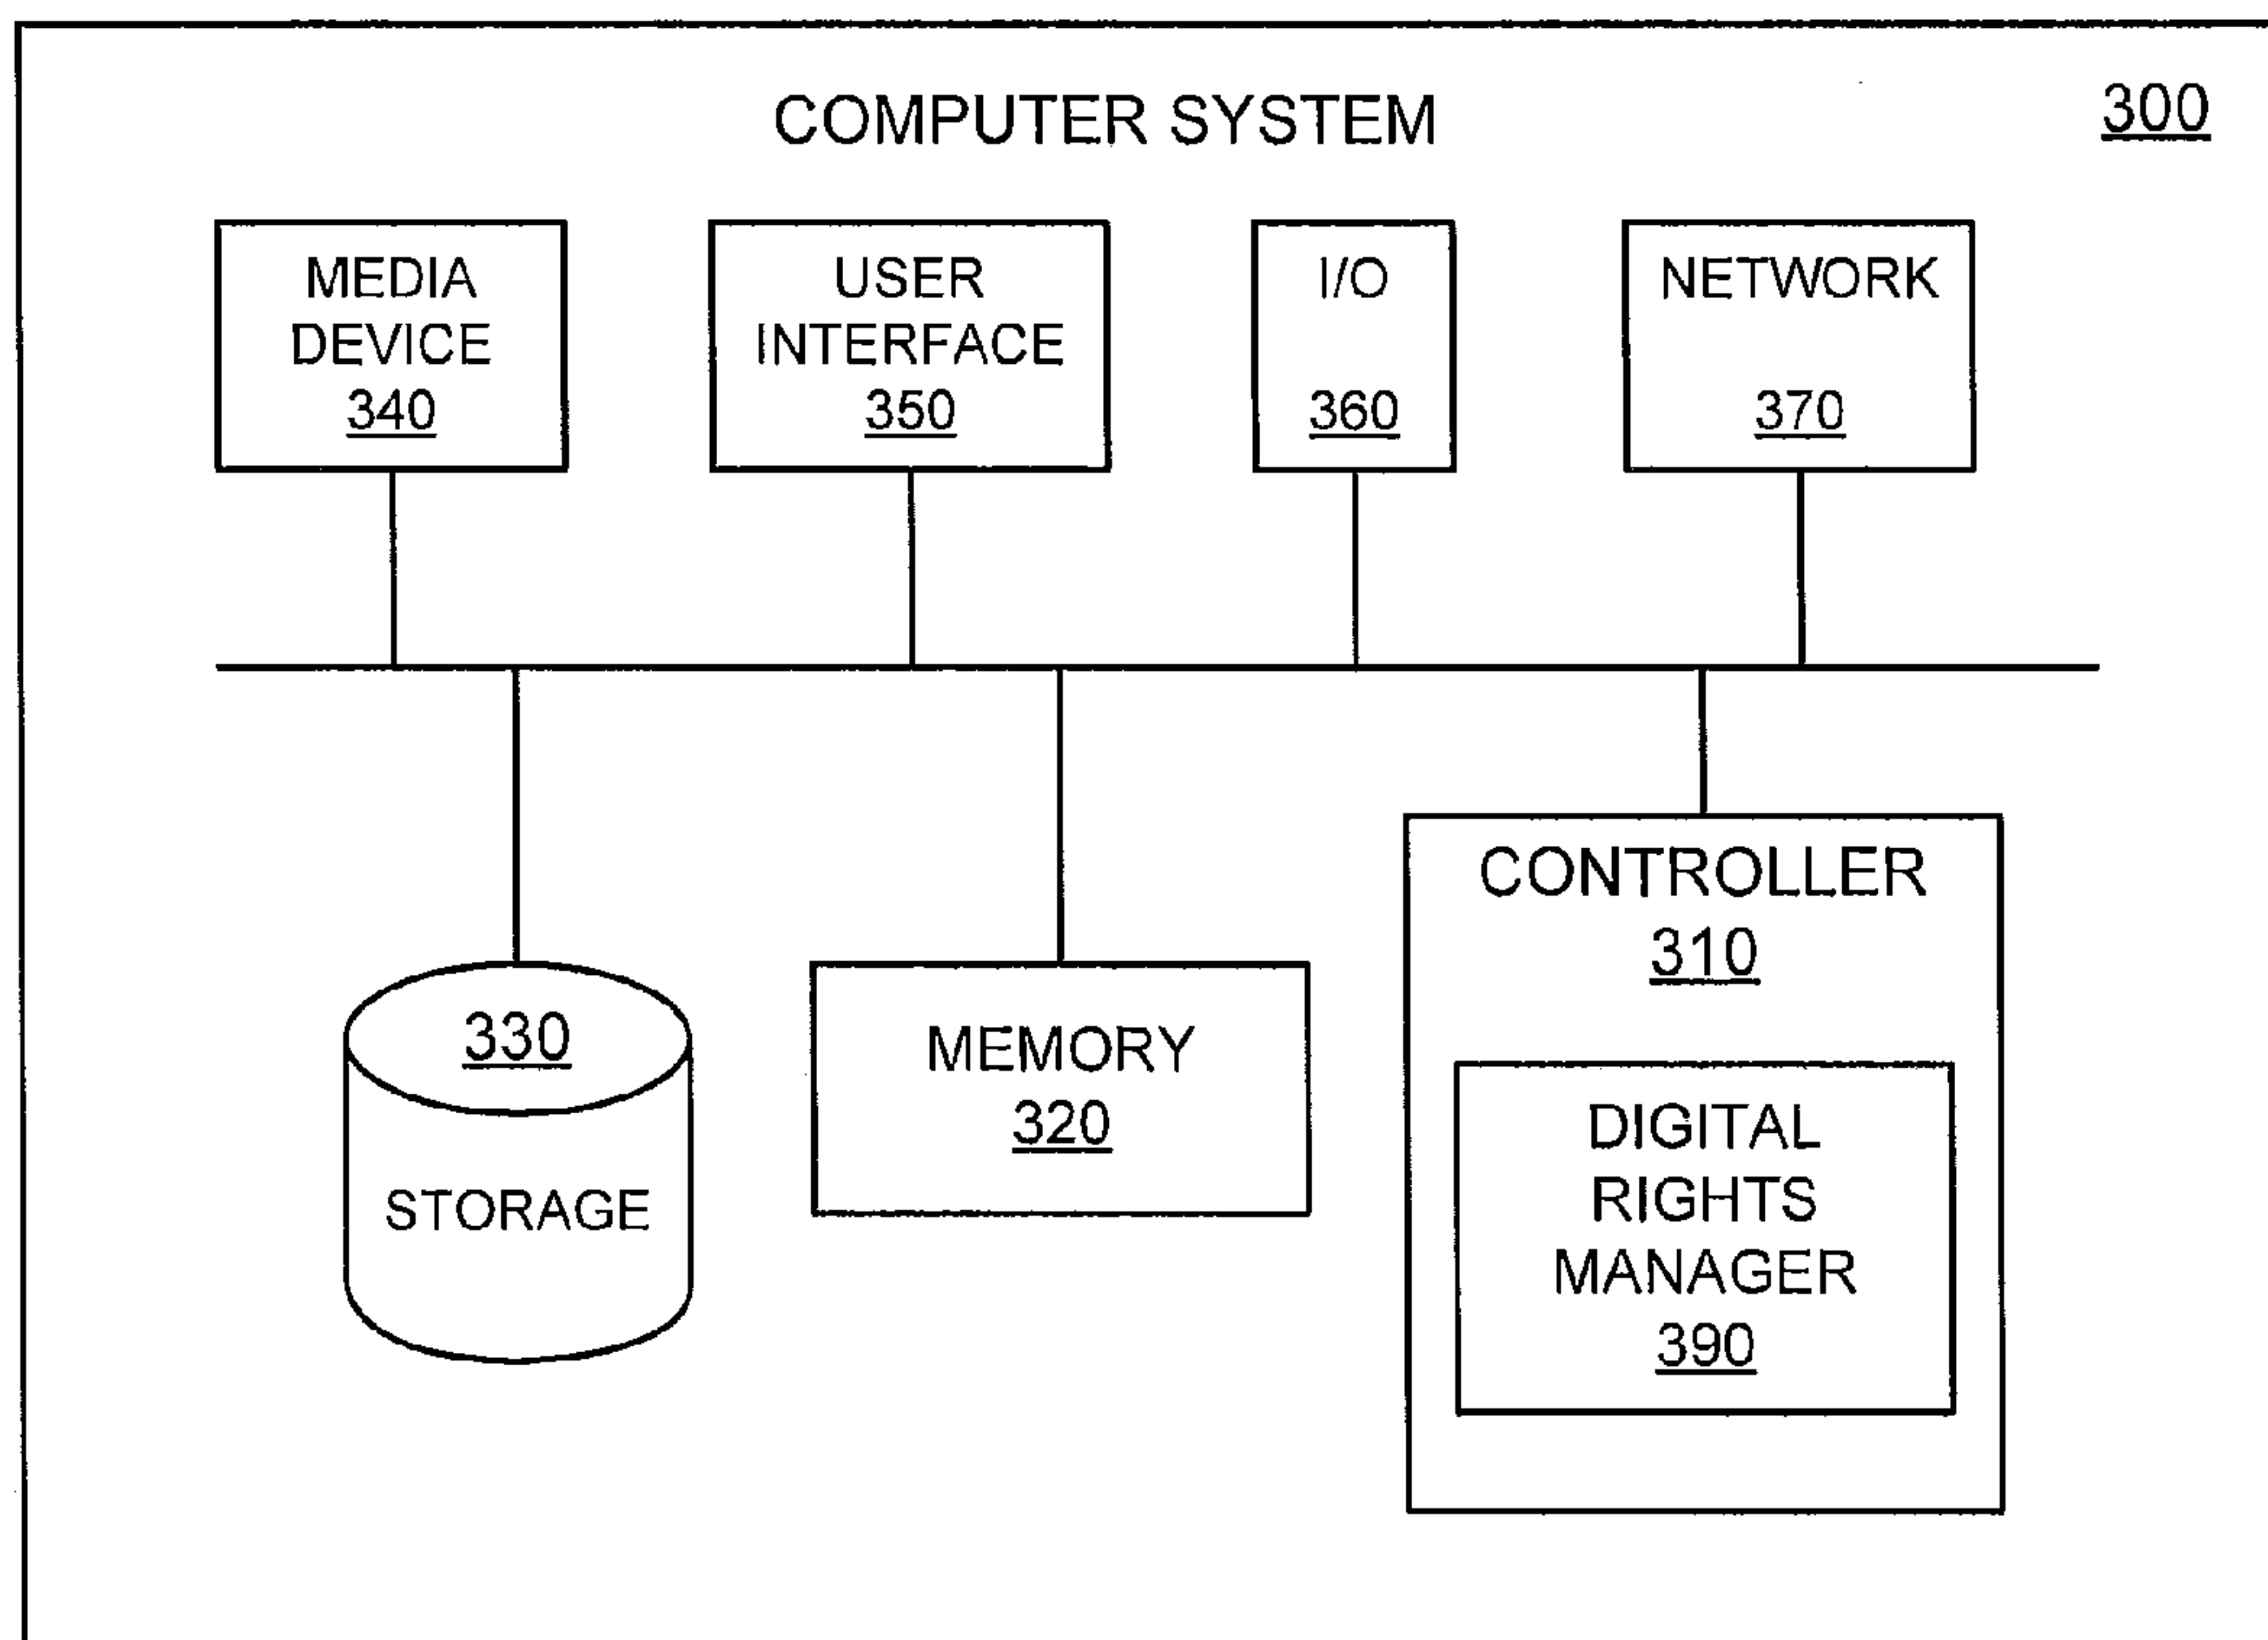 COMPUTER SYSTEM
300
MEDIA
DEVICE
340
USER
INTERFACE
350
I/O
360
NETWORK
370
330
STORAGE
MEMORY
320
CONTROLLER
310
DIGITAL
RIGHTS
MANAGER
390